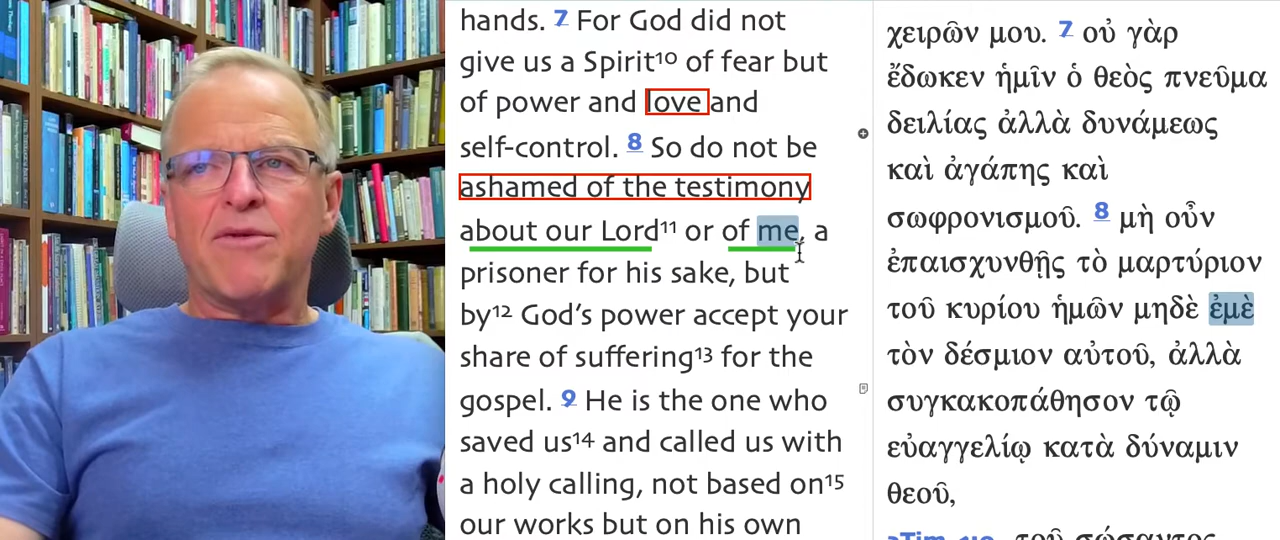 hands. 7 For God did not
give us a Spirit¹⁰ of fear but
of power and love and
self-control. 8 So do not be
ashamed of the testimony
about our Lord¹¹ or of me, a
prisoner for his sake, but
by¹² God’s power accept your
share of suffering¹³ for the
gospel. 9 He is the one who
saved us¹⁴ and called us with
a holy calling, not based on¹⁵
our works but on his own
χειρῶν μου. 7 οὐ γὰρ
ἔδωκεν ἡμῖν ὁ θεὸς πνεῦμα
δειλίας ἀλλὰ δυνάμεως
καὶ ἀγάπης καὶ
σωφρονισμοῦ. 8 μὴ οὖν
ἐπαισχυνθῇς τὸ μαρτύριον
τοῦ κυρίου ἡμῶν μηδὲ ἐμὲ
τὸν δέσμιον αὐτοῦ, ἀλλὰ
συγκακοπάθησον τῷ
εὐαγγελίῳ κατὰ δύναμιν
θεοῦ,
τοῦ σώσαντος